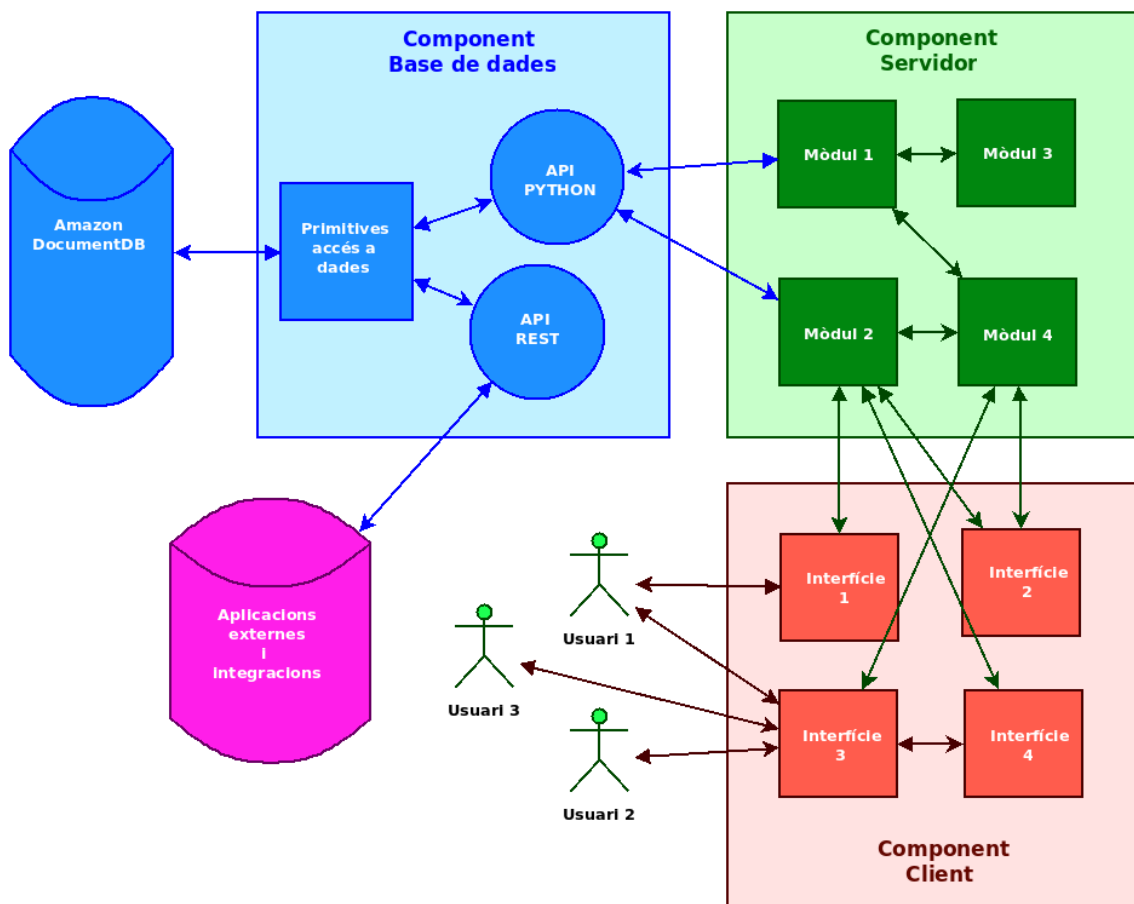 Component
Base de dades
Component
Servidor
Amazon
DocumentDB
Primitives
accés a
dades
API
PYTHON
API
REST
Mòdul 1
Mòdul 3
Mòdul 2
Mòdul 4
Aplicacions
externes
i
integracions
Usuari 1
Usuari 3
Usuari 2
Interfície
1
Interfície
2
Interfície
3
Interfície
4
Component
Client